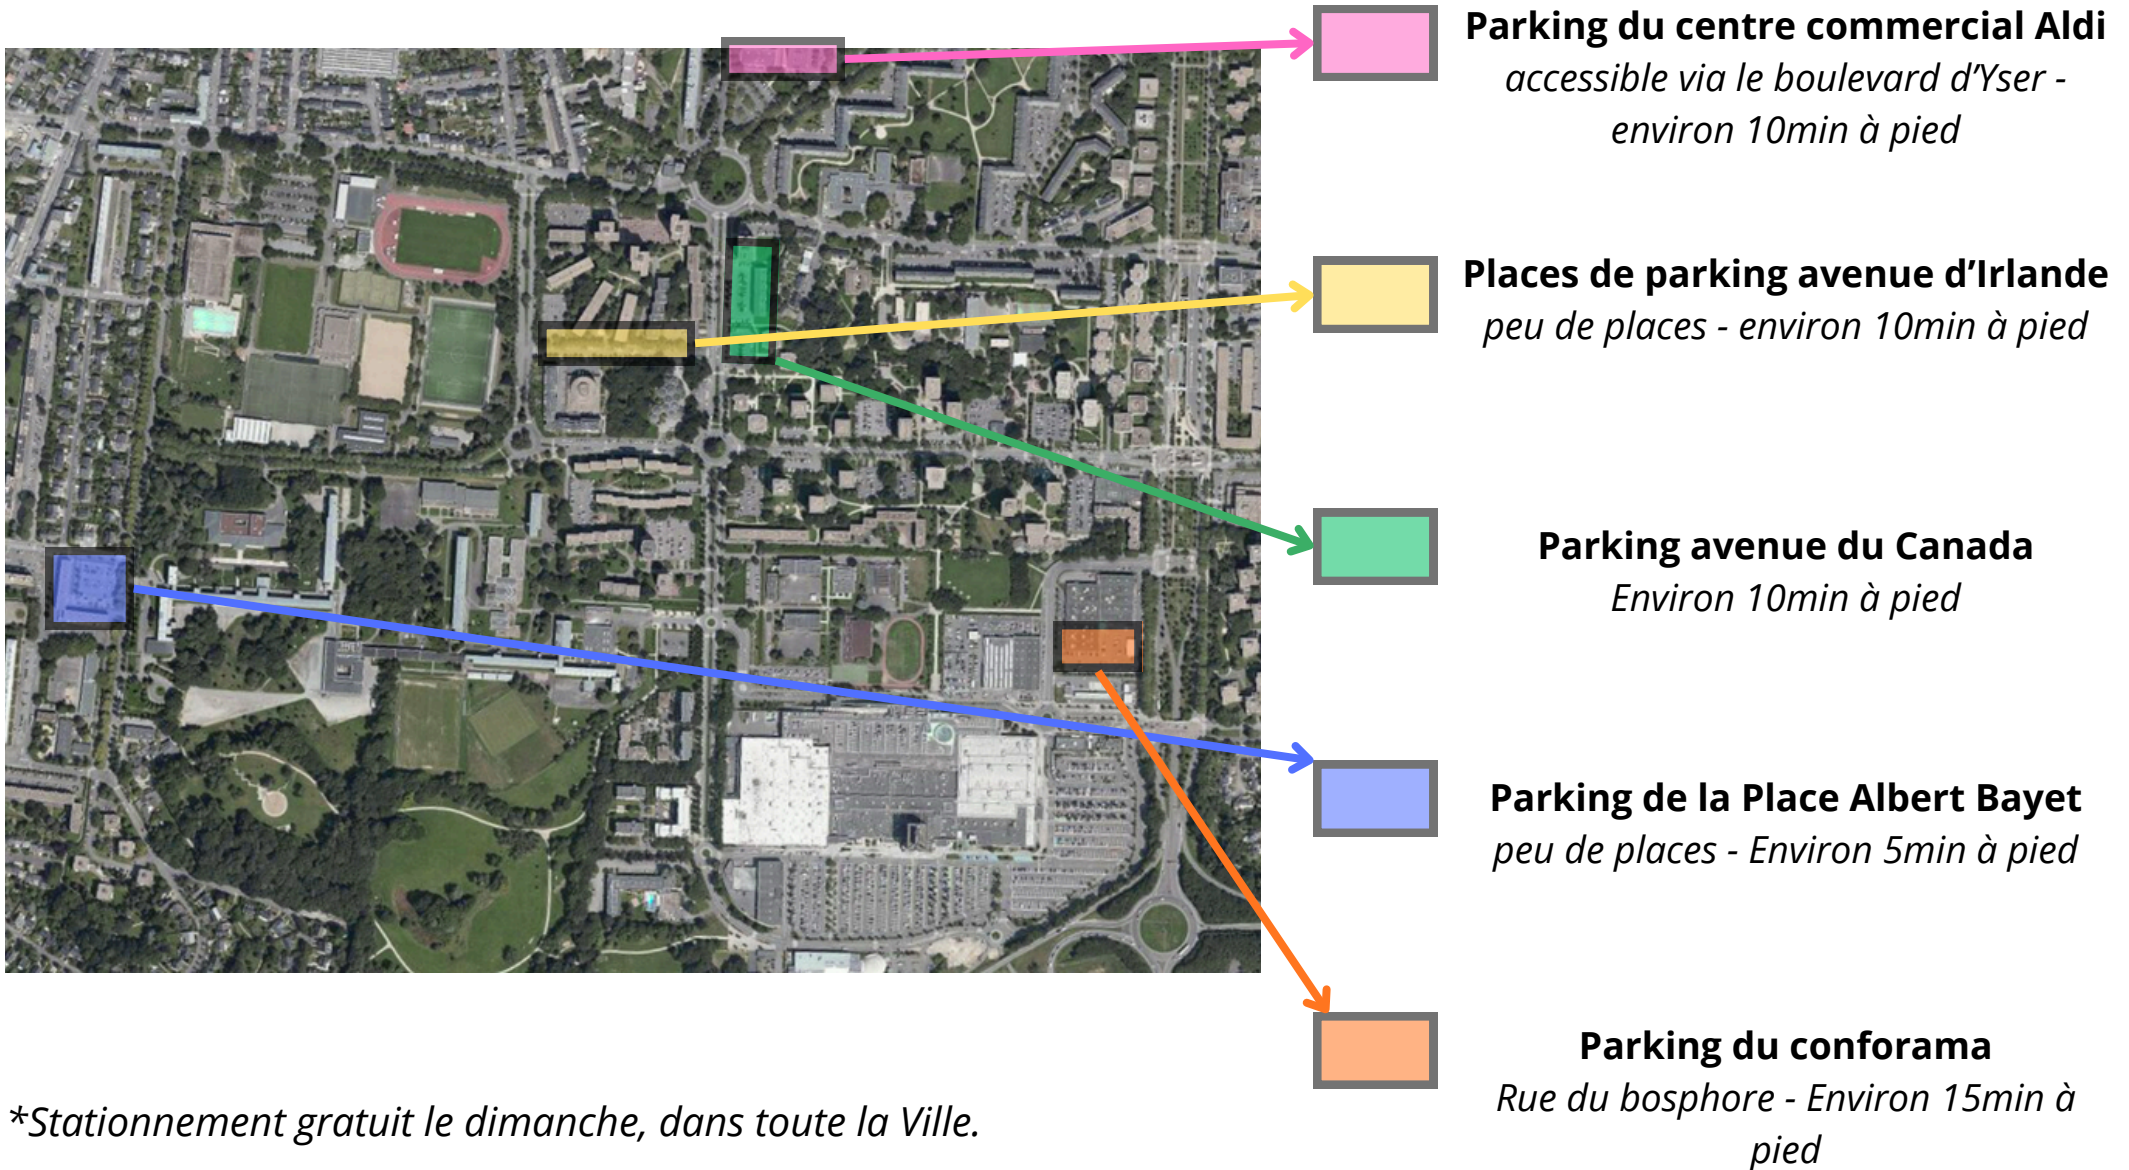 Parking du centre commercial Aldi
accessible via le boulevard d’Yser -
environ 10min à pied
Places de parking avenue d’Irlande
peu de places - environ 10min à pied
Parking avenue du Canada
Environ 10min à pied
Parking de la Place Albert Bayet
peu de places - Environ 5min à pied
Parking du conforama
Rue du bosphore - Environ 15min à
pied
*Stationnement gratuit le dimanche, dans toute la Ville.